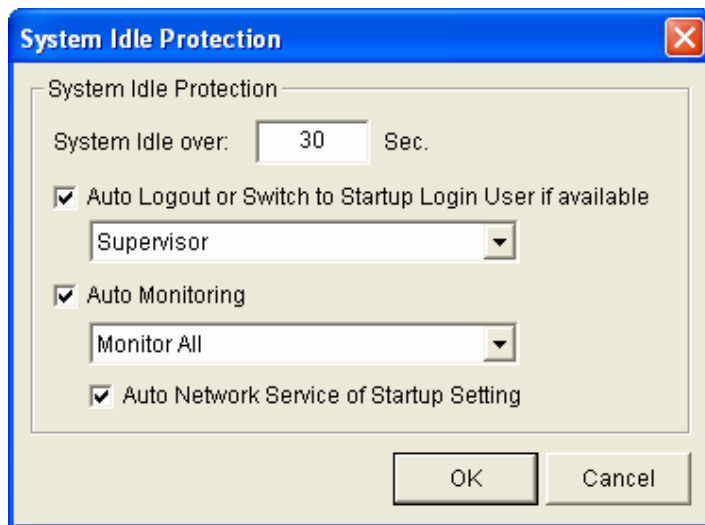 System Idle Protection
System Idle Protection
System Idle over: 30 Sec.
Auto Logout or Switch to Startup Login User if available
Supervisor
Auto Monitoring
Monitor All
Auto Network Service of Startup Setting
OK Cancel